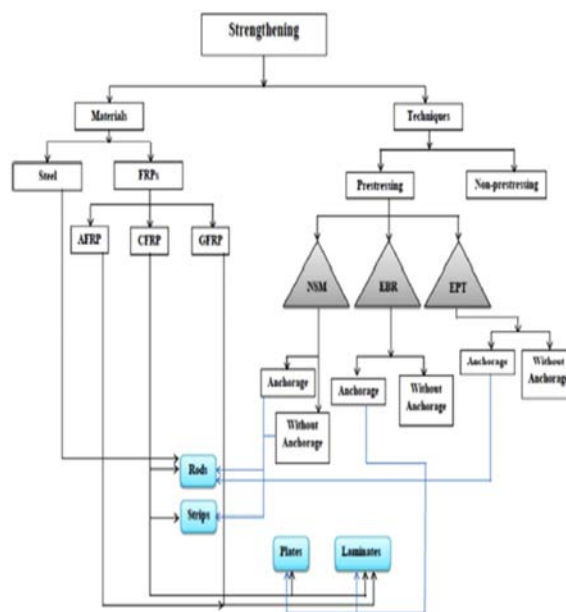 Strengthening
Materials
Techniques
Steel
FRPs
Prestressing
Non-prestressing
AFRP
CFRP
GFRP
NSM
EBR
EPT
Anchorage
Without
Anchorage
Anchorage
Without
Anchorage
Anchorage
Without
Anchorage
Rods
Strips
Plates
Laminates